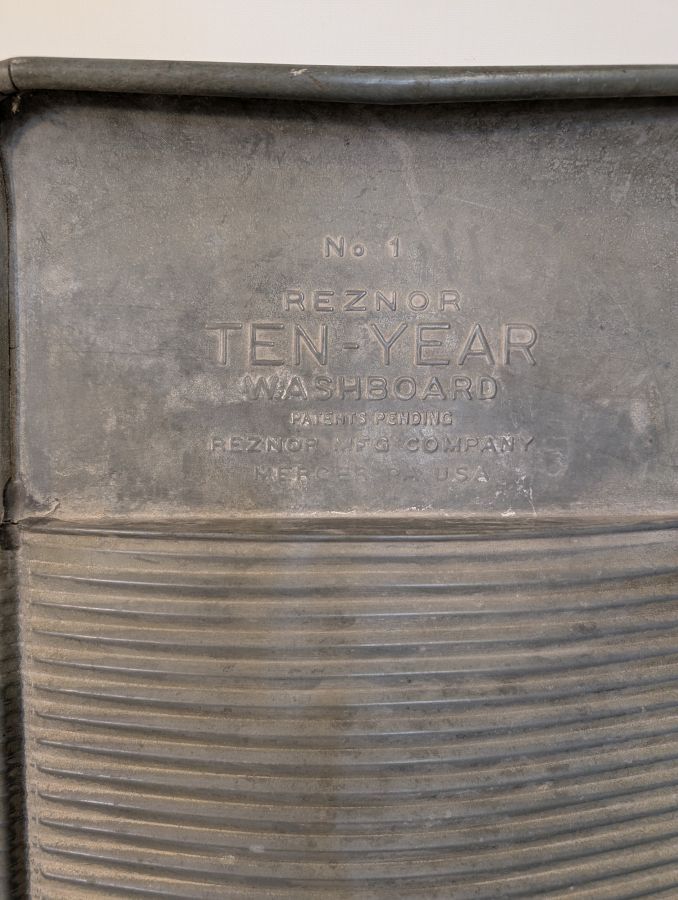 No 1
REZNOR
TEN-YEAR
WASHBOARD
PATENTS PENDING
REZNOR MFG COMPANY
MERCER PA USA